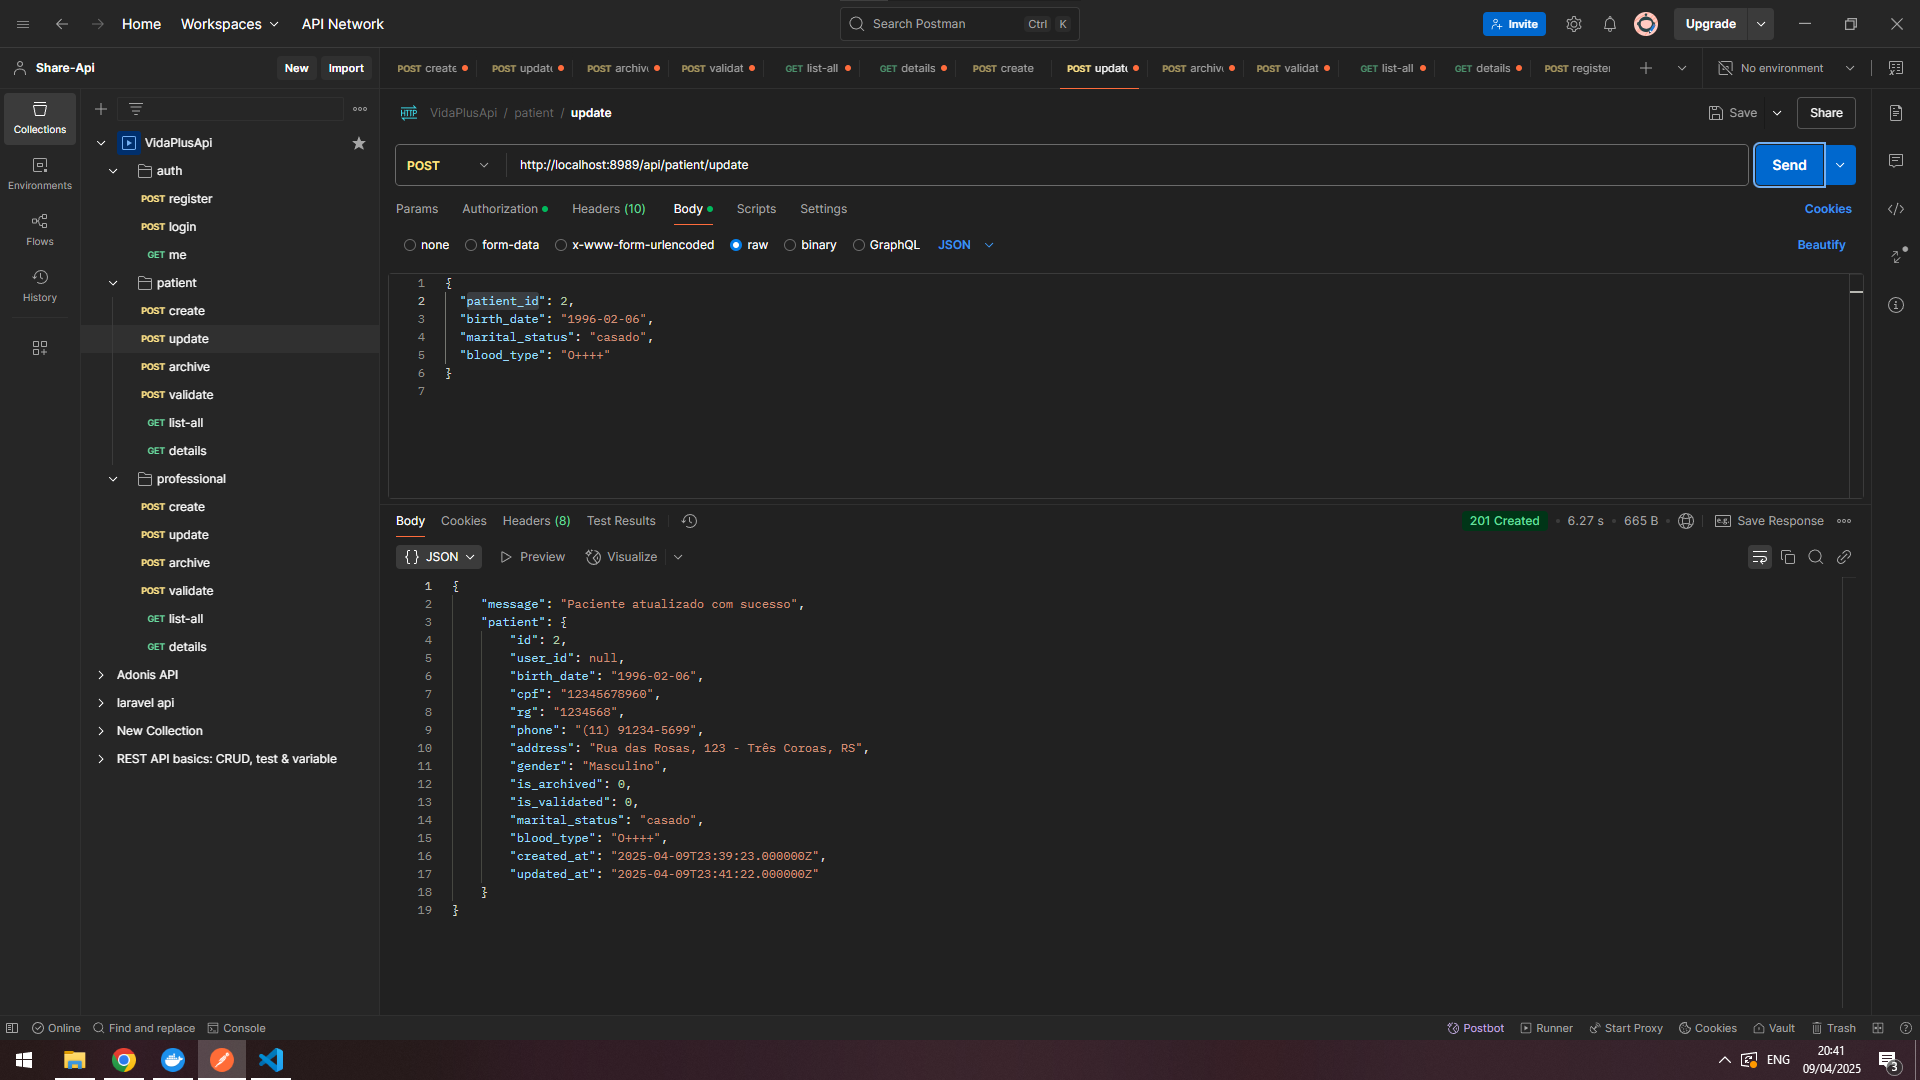 Home
Workspaces
API Network
Search Postman
Ctrl
K
Invite
Upgrade
Share-Api
New
Import
POST create
POST update
POST archive
POST validat
GET list-all
GET details
POST create
POST update
POST archive
POST validat
GET list-all
GET details
POST register
No environment
Collections
Environments
Flows
History
VidaPlusApi
auth
POST register
POST login
GET me
patient
POST create
POST update
POST archive
POST validate
GET list-all
GET details
professional
POST create
POST update
POST archive
POST validate
GET list-all
GET details
Adonis API
laravel api
New Collection
REST API basics: CRUD, test & variable
HTTP
VidaPlusApi / patient / update
Save
Share
POST
http://localhost:8989/api/patient/update
Send
Params
Authorization
Headers (10)
Body
Scripts
Settings
Cookies
none
form-data
x-www-form-urlencoded
raw
binary
GraphQL
JSON
Beautify
1 {
2 "patient_id": 2,
3 "birth_date": "1996-02-06",
4 "marital_status": "casado",
5 "blood_type": "O++++"
6 }
7
Body
Cookies
Headers (8)
Test Results
201 Created
6.27 s
665 B
e.g.
Save Response
{} JSON
Preview
Visualize
1 {
2 "message": "Paciente atualizado com sucesso",
3 "patient": {
4 "id": 2,
5 "user_id": null,
6 "birth_date": "1996-02-06",
7 "cpf": "12345678960",
8 "rg": "1234568",
9 "phone": "(11) 91234-5699",
10 "address": "Rua das Rosas, 123 - Três Coroas, RS",
11 "gender": "Masculino",
12 "is_archived": 0,
13 "is_validated": 0,
14 "marital_status": "casado",
15 "blood_type": "O++++",
16 "created_at": "2025-04-09T23:39:23.000000Z",
17 "updated_at": "2025-04-09T23:41:22.000000Z"
18 }
19 }
Online
Find and replace
Console
Postbot
Runner
Start Proxy
Cookies
Vault
Trash
ENG
20:41
09/04/2025
3